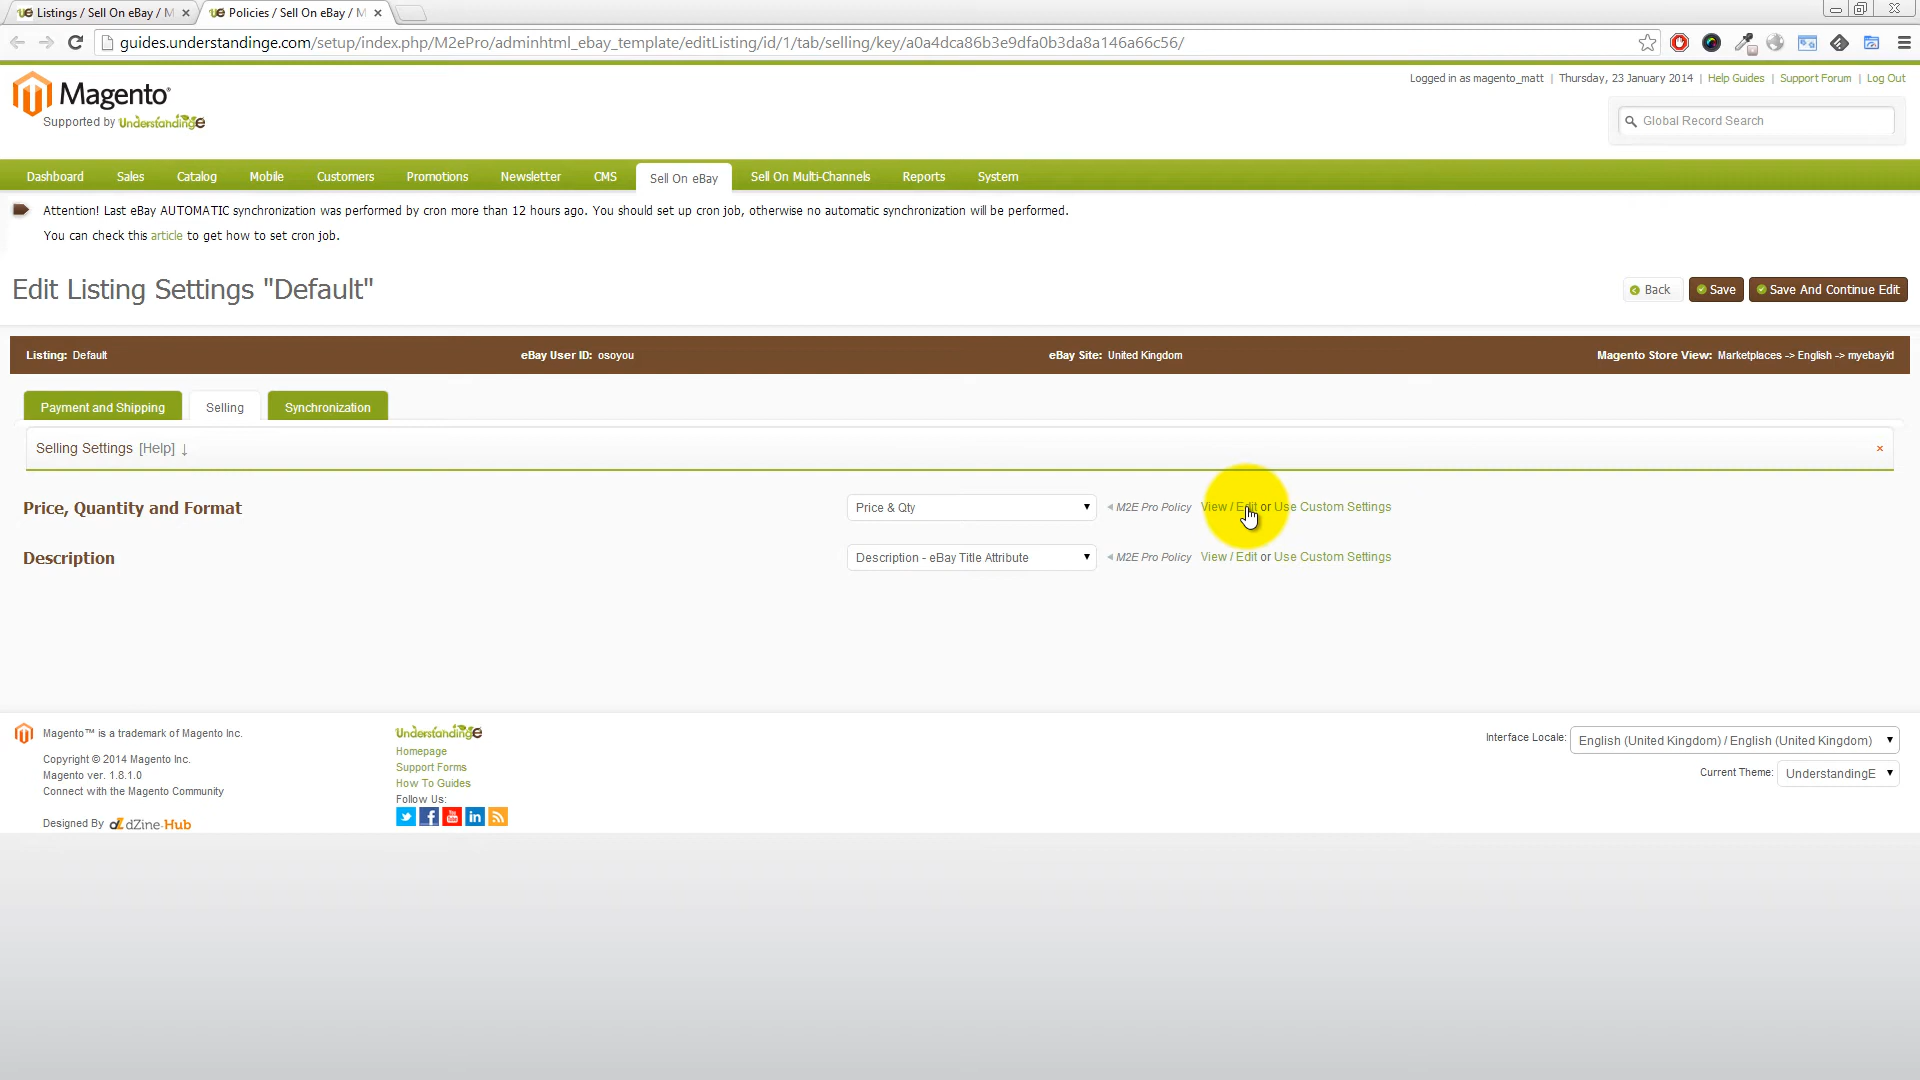 Listings / Sell On eBay / M
Policies / Sell On eBay / M
guides.understandinge.com/setup/index.php/M2ePro/adminhtml_ebay_template/editListing/id/1/tab/selling/key/a0a4dca86b3e9dfa0b3da8a146a66c56/
Magento®
Supported by UnderstandingE
Logged in as magento_matt | Thursday, 23 January 2014 | Help Guides | Support Forum | Log Out
Global Record Search
Dashboard Sales Catalog Mobile Customers Promotions Newsletter CMS Sell On eBay Sell On Multi-Channels Reports System
Attention! Last eBay AUTOMATIC synchronization was performed by cron more than 12 hours ago. You should set up cron job, otherwise no automatic synchronization will be performed.
You can check this article to get how to set cron job.
Edit Listing Settings "Default"
Back Save Save And Continue Edit
Listing: Default eBay User ID: osoyou eBay Site: United Kingdom Magento Store View: Marketplaces -> English -> myebayid
Payment and Shipping Selling Synchronization
Selling Settings [Help] ↓ ×
Price, Quantity and Format Price & Qty M2E Pro Policy View / Edit or Use Custom Settings
Description Description - eBay Title Attribute M2E Pro Policy View / Edit or Use Custom Settings
Magento™ is a trademark of Magento Inc.
Copyright © 2014 Magento Inc.
Magento ver. 1.8.1.0
Connect with the Magento Community
Designed By dZ dZine-Hub
UnderstandingE
Homepage
Support Forms
How To Guides
Follow Us:
Interface Locale: English (United Kingdom) / English (United Kingdom)
Current Theme: UnderstandingE